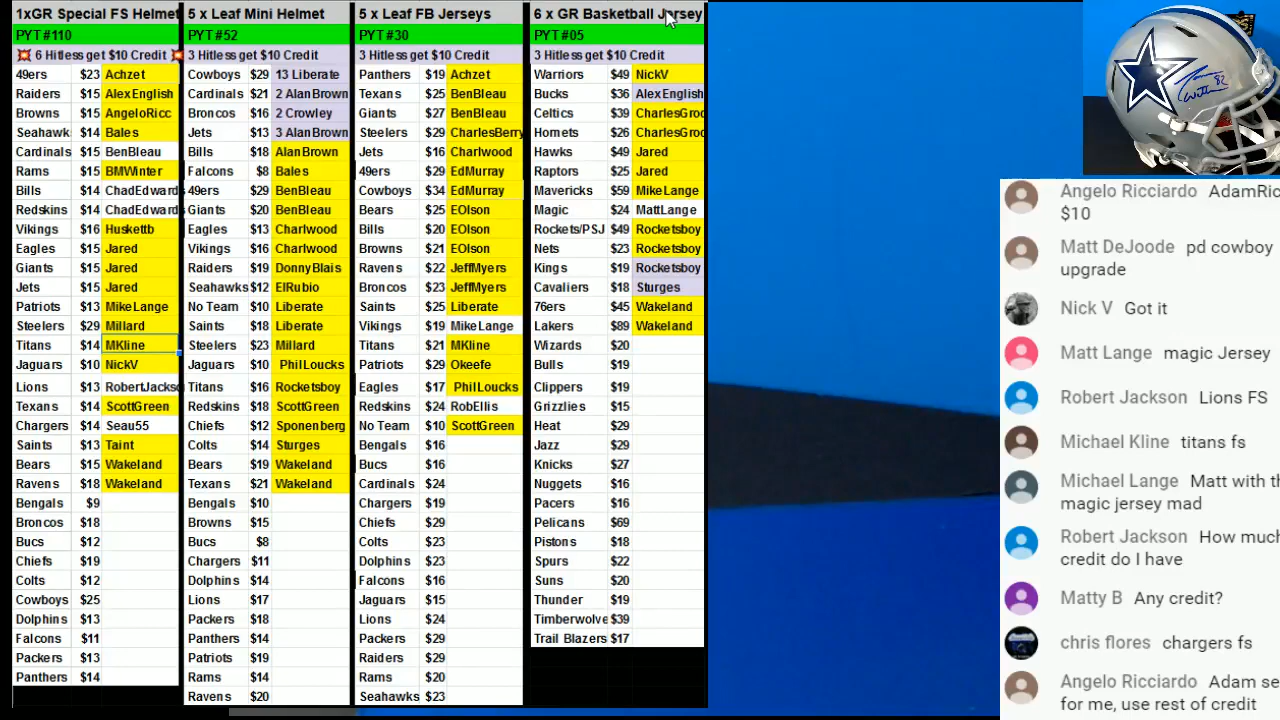 1xGR Special FS Helmet
PYT #110
6 Hitless get $10 Credit
49ers $23 Achzet
Raiders $15 AlexEnglish
Browns $15 AngeloRicc
Seahawk $14 Bales
Cardinals $15 BenBleau
Rams $15 BMWinter
Bills $14 ChadEdwards
Redskins $14 ChadEdwards
Vikings $16 Huskettb
Eagles $15 Jared
Giants $15 Jared
Jets $15 Jared
Patriots $13 MikeLange
Steelers $29 Millard
Titans $14 MKline
Jaguars $10 NickV
Lions $13 RobertJackso
Texans $14 ScottGreen
Chargers $14 Seau55
Saints $13 Taint
Bears $15 Wakeland
Ravens $18 Wakeland
Bengals $9
Broncos $18
Bucs $12
Chiefs $19
Colts $12
Cowboys $25
Dolphins $13
Falcons $11
Packers $13
Panthers $14
5 x Leaf Mini Helmet
PYT #52
3 Hitless get $10 Credit
Cowboys $29 13 Liberate
Cardinals $21 2 AlanBrown
Broncos $16 2 Crowley
Jets $13 3 AlanBrown
Bills $18 AlanBrown
Falcons $8 Bales
49ers $29 BenBleau
Giants $20 BenBleau
Eagles $13 Charlwood
Vikings $16 Charlwood
Raiders $19 DonnyBlais
Seahawks $12 ElRubio
No Team $10 Liberate
Saints $18 Liberate
Steelers $23 Millard
Jaguars $10 PhilLoucks
Titans $16 Rocketsboy
Redskins $18 ScottGreen
Chiefs $12 Sponenberg
Colts $14 Sturges
Bears $19 Wakeland
Texans $21 Wakeland
Bengals $10
Browns $15
Bucs $8
Chargers $11
Dolphins $14
Lions $17
Packers $18
Panthers $14
Patriots $19
Rams $14
Ravens $20
5 x Leaf FB Jerseys
PYT #30
3 Hitless get $10 Credit
Panthers $19 Achzet
Texans $25 BenBleau
Giants $27 BenBleau
Steelers $29 CharlesBerry
Jets $16 Charlwood
49ers $29 EdMurray
Cowboys $34 EdMurray
Bears $25 EOlson
Bills $20 EOlson
Browns $21 EOlson
Ravens $22 JeffMyers
Broncos $23 JeffMyers
Saints $25 Liberate
Vikings $19 MikeLange
Titans $21 MKline
Patriots $29 Okeefe
Eagles $17 PhilLoucks
Redskins $24 RobEllis
No Team $10 ScottGreen
Bengals $16
Bucs $16
Cardinals $24
Chargers $19
Chiefs $29
Colts $23
Dolphins $23
Falcons $16
Jaguars $15
Lions $24
Packers $29
Raiders $29
Rams $20
Seahawks $23
6 x GR Basketball Jersey
PYT #05
3 Hitless get $10 Credit
Warriors $49 NickV
Bucks $36 AlexEnglish
Celtics $39 CharlesGroc
Hornets $26 CharlesGroc
Hawks $49 Jared
Raptors $25 Jared
Mavericks $59 MikeLange
Magic $24 MattLange
Rockets/PSJ $49 Rocketsboy
Nets $23 Rocketsboy
Kings $19 Rocketsboy
Cavaliers $18 Sturges
76ers $45 Wakeland
Lakers $89 Wakeland
Wizards $20
Bulls $19
Clippers $19
Grizzlies $15
Heat $29
Jazz $29
Knicks $27
Nuggets $16
Pacers $16
Pelicans $69
Pistons $18
Spurs $22
Suns $20
Thunder $19
Timberwolve $39
Trail Blazers $17
82
Angelo Ricciardo AdamRic
$10
Matt DeJoode pd cowboy
upgrade
Nick V Got it
Matt Lange magic Jersey
Robert Jackson Lions FS
Michael Kline titans fs
Michael Lange Matt with th
magic jersey mad
Robert Jackson How much
credit do I have
Matty B Any credit?
chris flores chargers fs
Angelo Ricciardo Adam se
for me, use rest of credit